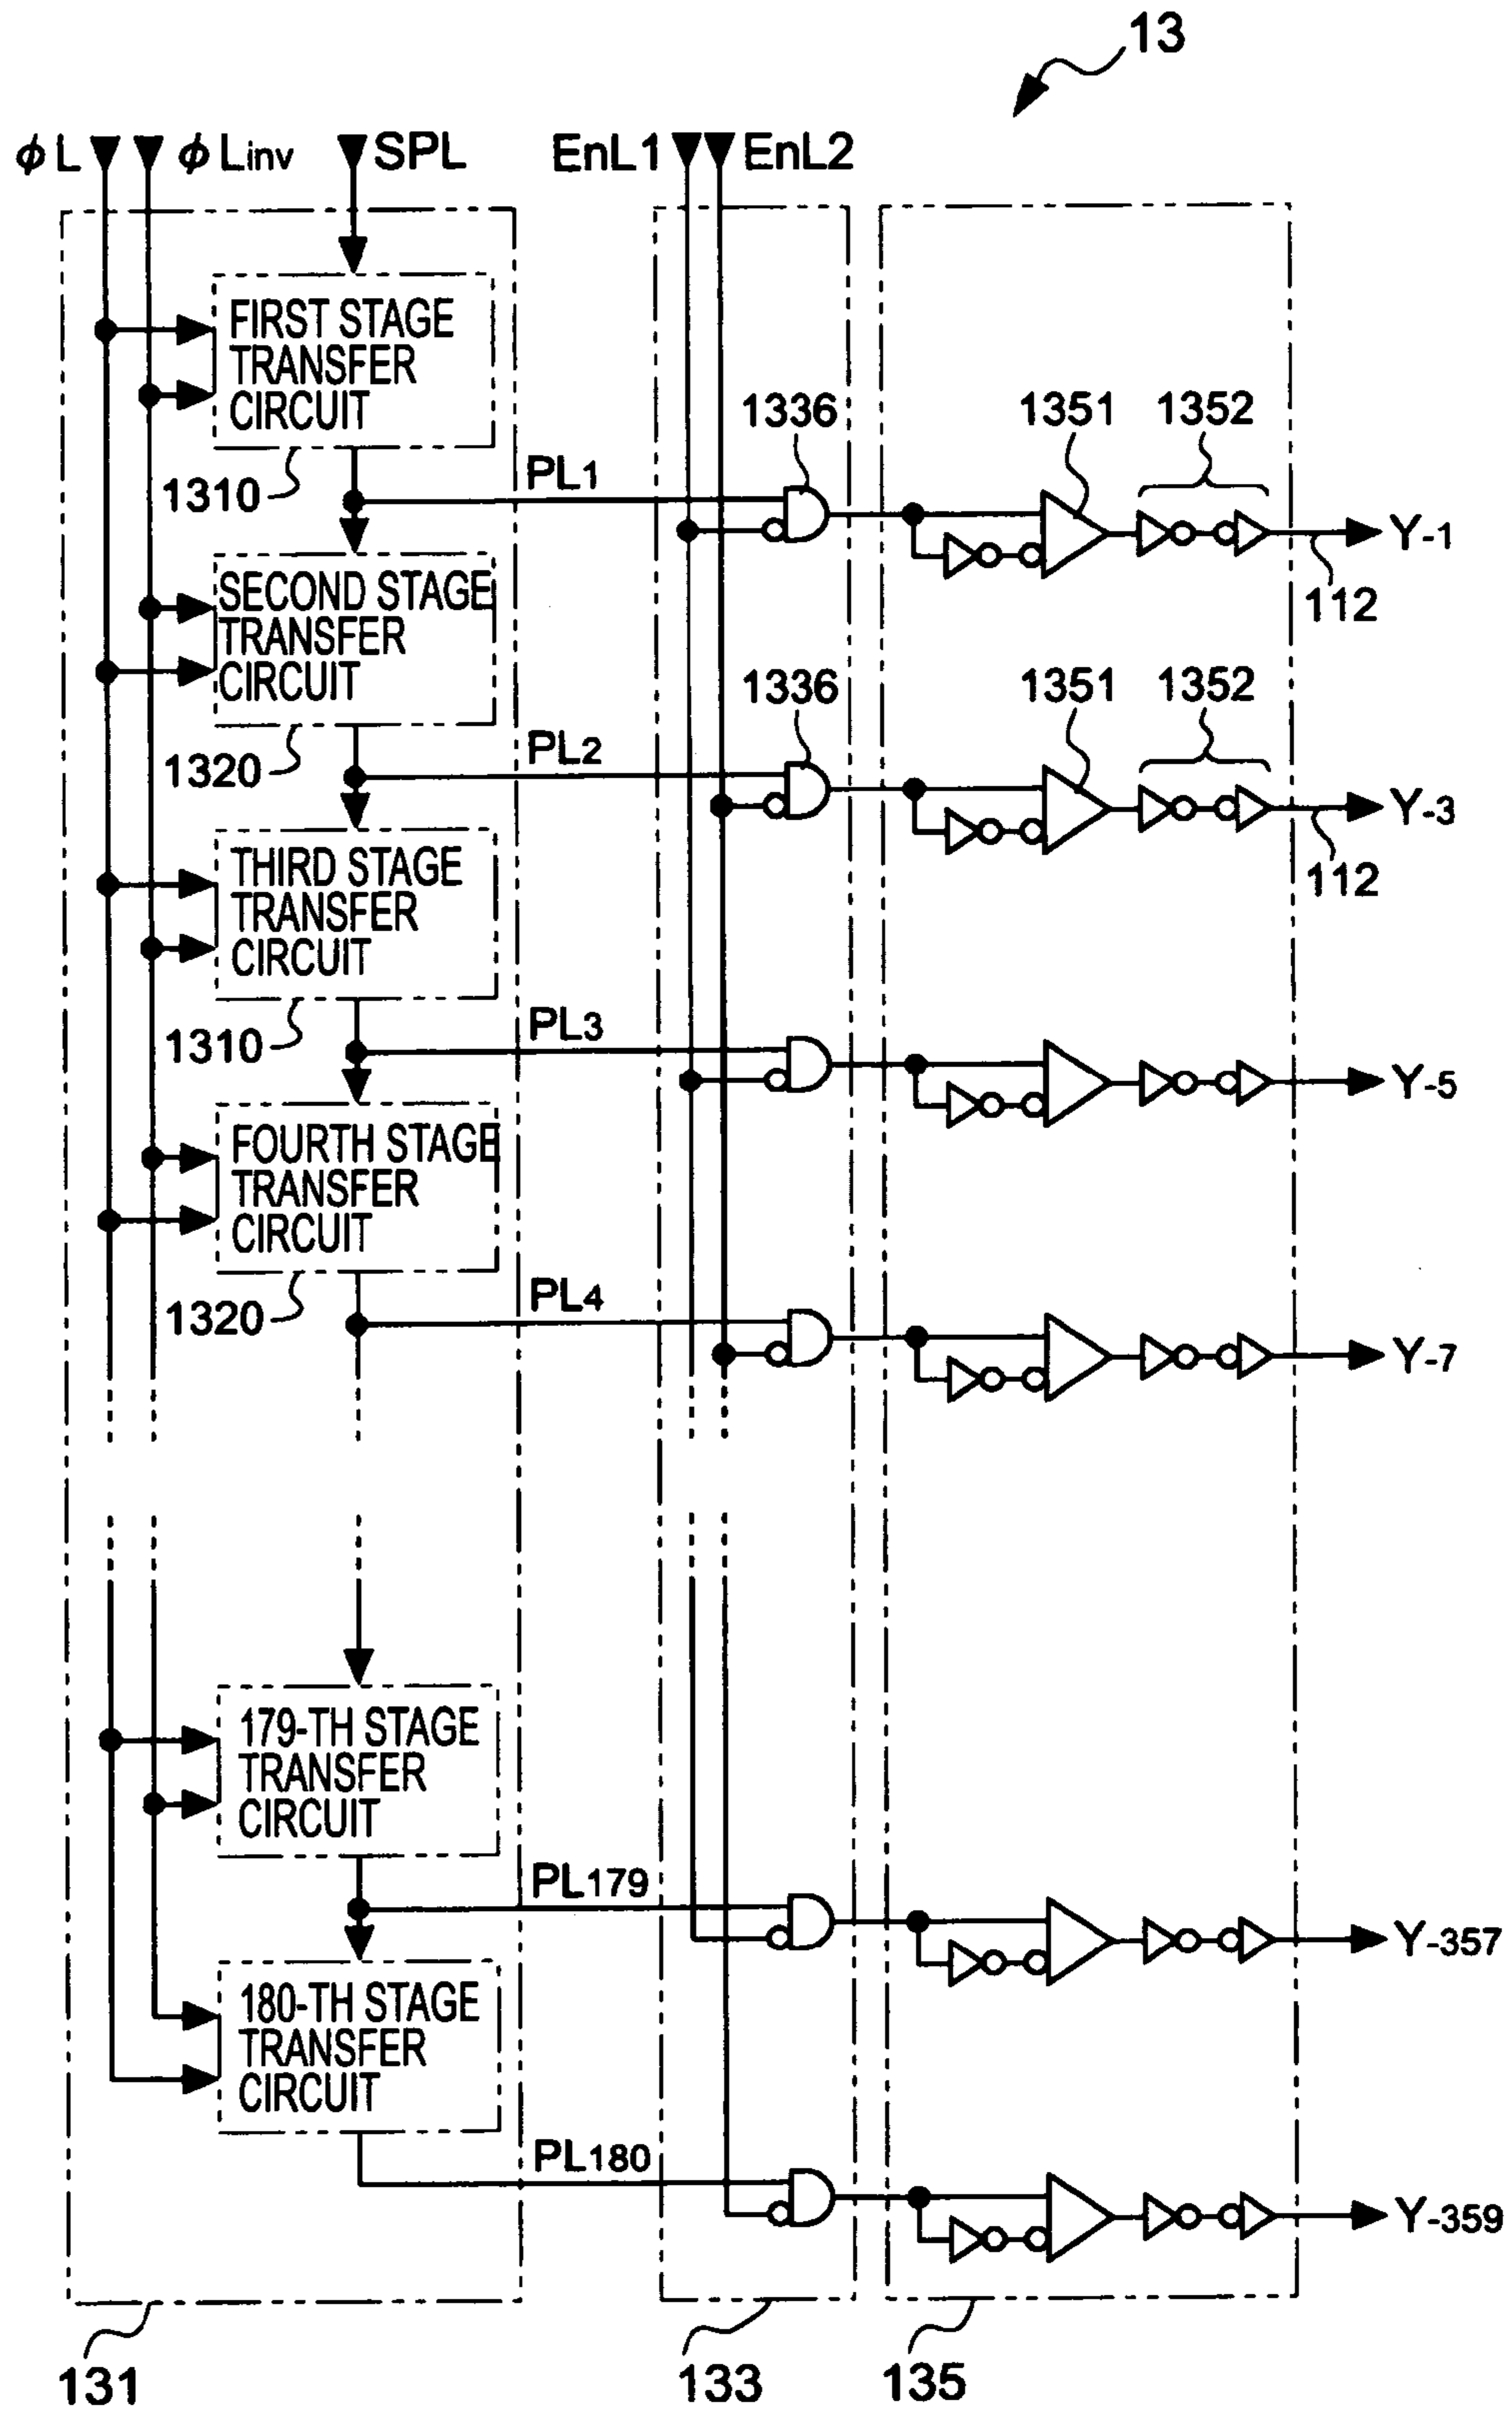 13
ϕL ϕLinv SPL EnL1 EnL2
FIRST STAGE
TRANSFER
CIRCUIT
1310
PL1
1336
1351
1352
Y-1
112
SECOND STAGE
TRANSFER
CIRCUIT
1320
PL2
1336
1351
1352
Y-3
112
THIRD STAGE
TRANSFER
CIRCUIT
1310
PL3
Y-5
FOURTH STAGE
TRANSFER
CIRCUIT
1320
PL4
Y-7
179-TH STAGE
TRANSFER
CIRCUIT
PL179
Y-357
180-TH STAGE
TRANSFER
CIRCUIT
PL180
Y-359
131
133
135